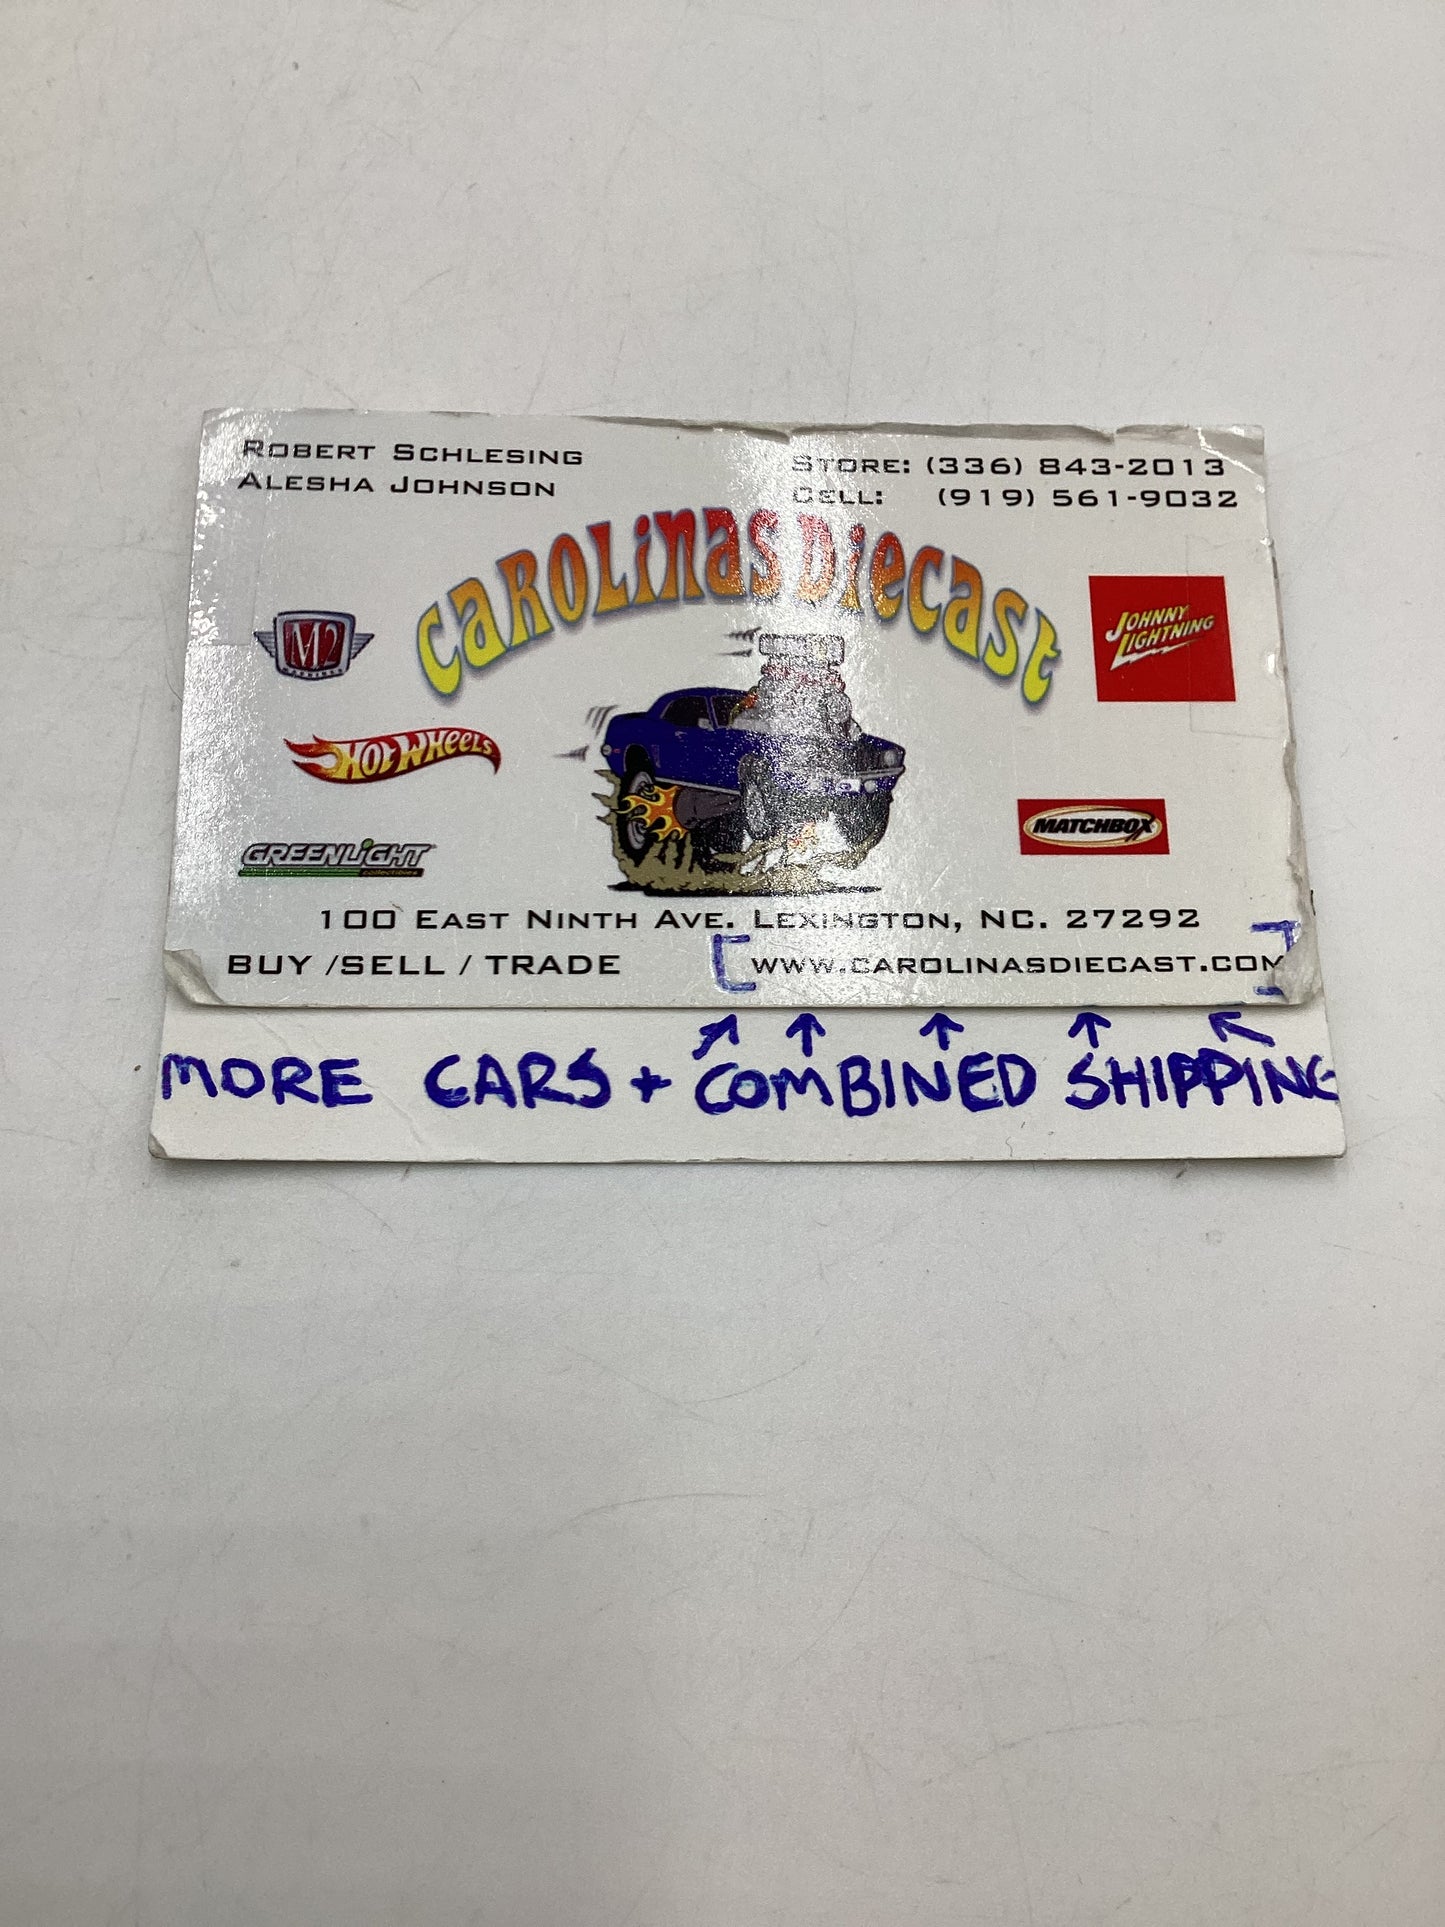 ROBERT SCHLESING
ALESHA JOHNSON
STORE: (336) 843-2013
CELL: (919) 561-9032
CAROLINAS DIECAST
M2
MACHINES
JOHNNY
LIGHTNING
HOT WHEELS
MATCHBOX
GREENLIGHT
collectibles
100 EAST NINTH AVE. LEXINGTON, NC. 27292
BUY /SELL / TRADE
WWW.CAROLINASDIECAST.COM
MORE CARS + COMBINED SHIPPING